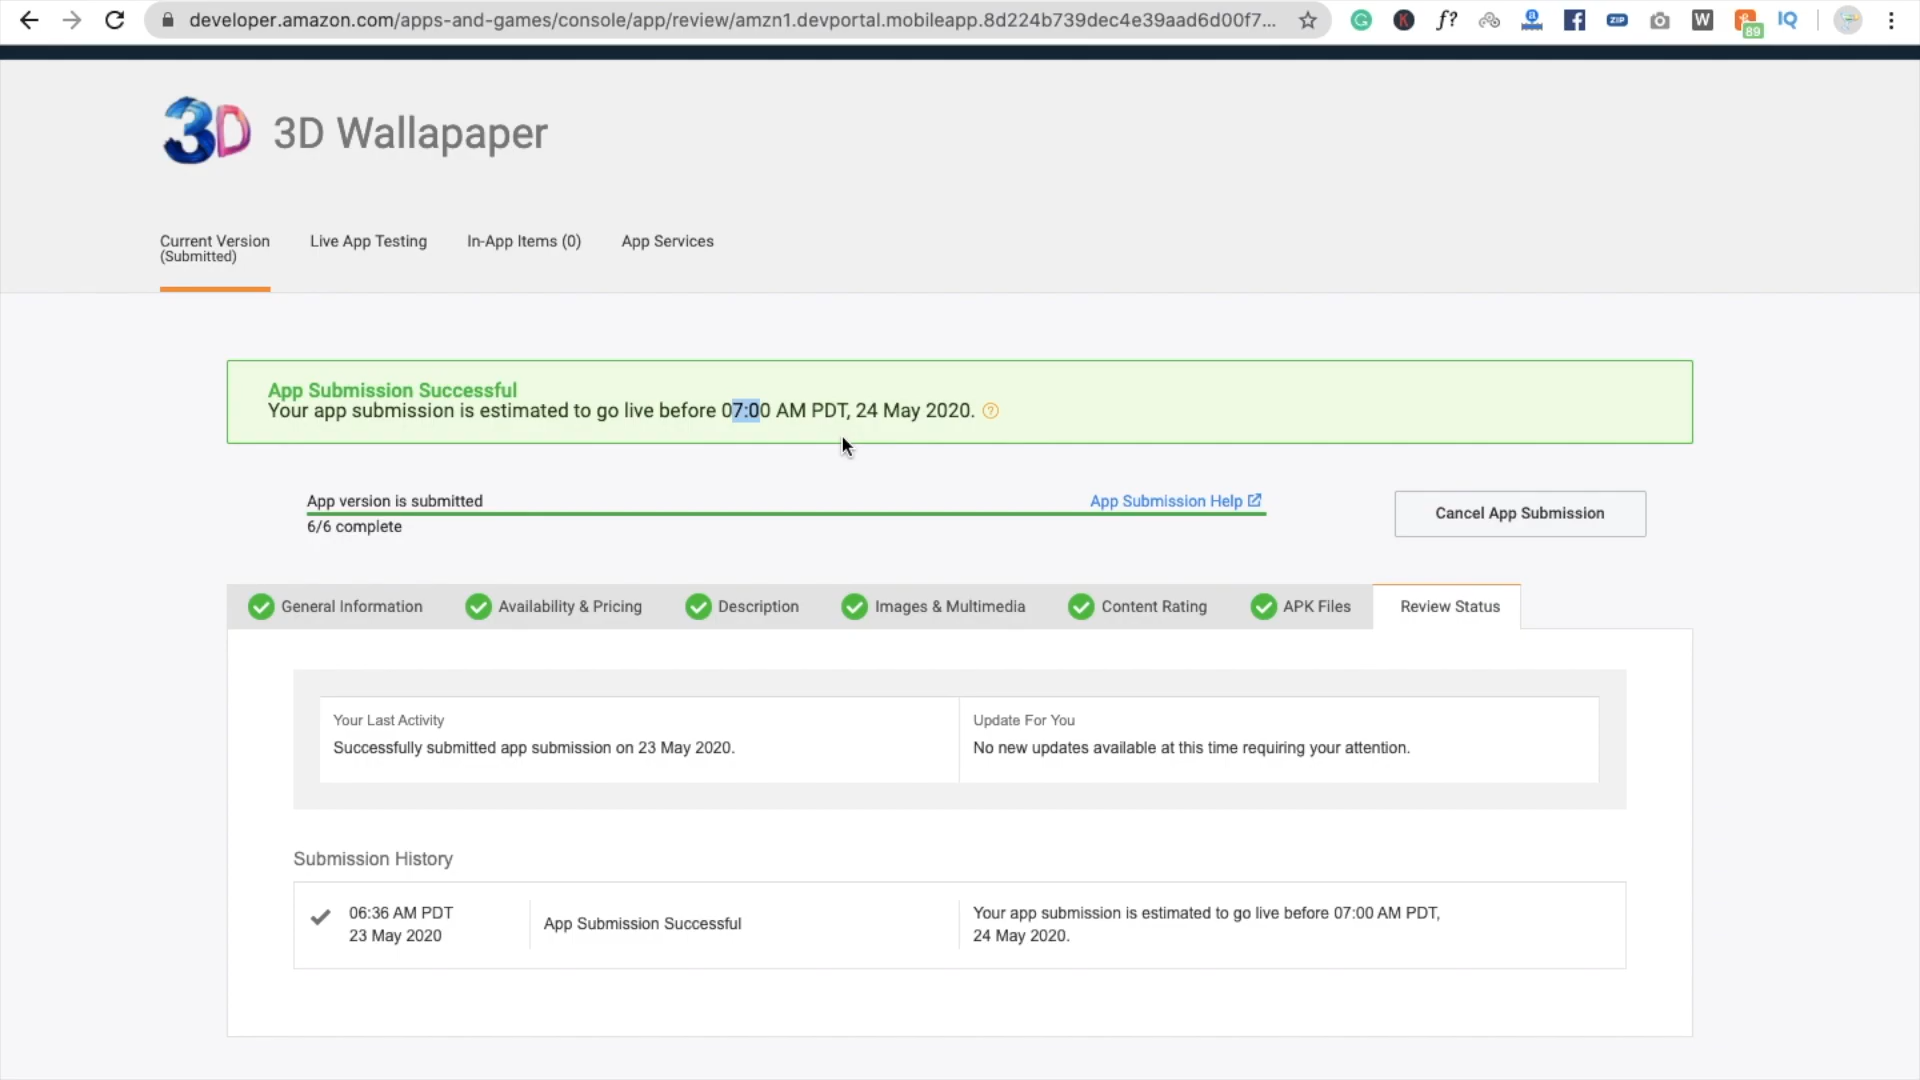 developer.amazon.com/apps-and-games/console/app/review/amzn1.devportal.mobileapp.8d224b739dec4e39aad6d00f7...
G
K
f?
ZIP
W
89
IQ
3D
3D Wallapaper
Current Version
(Submitted)
Live App Testing
In-App Items (0)
App Services
App Submission Successful
Your app submission is estimated to go live before 07:00 AM PDT, 24 May 2020. ?
App version is submitted
App Submission Help
6/6 complete
Cancel App Submission
General Information
Availability & Pricing
Description
Images & Multimedia
Content Rating
APK Files
Review Status
Your Last Activity
Successfully submitted app submission on 23 May 2020.
Update For You
No new updates available at this time requiring your attention.
Submission History
06:36 AM PDT
23 May 2020
App Submission Successful
Your app submission is estimated to go live before 07:00 AM PDT,
24 May 2020.